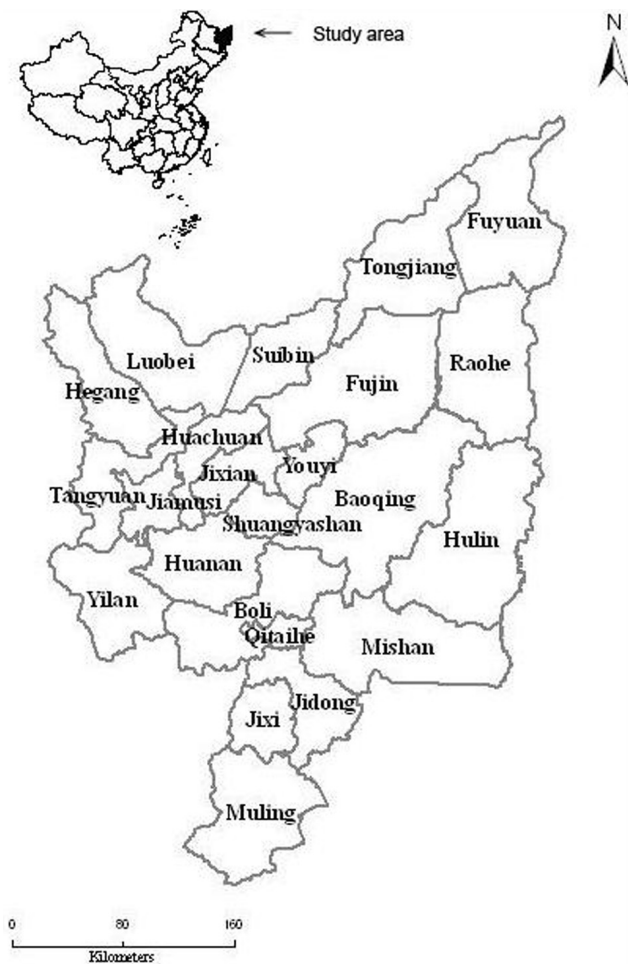 Study area
N
Fuyuan
Tongjiang
Suibin
Luobei
Raohe
Fujin
Hegang
Huachuan
Jixian
Youyi
Tangyuan
Jiamusi
Baoqing
Shuangyashan
Hulin
Huanan
Yilan
Boli
Qitaihe
Mishan
Jidong
Jixi
Muling
0 80 160
Kilometers